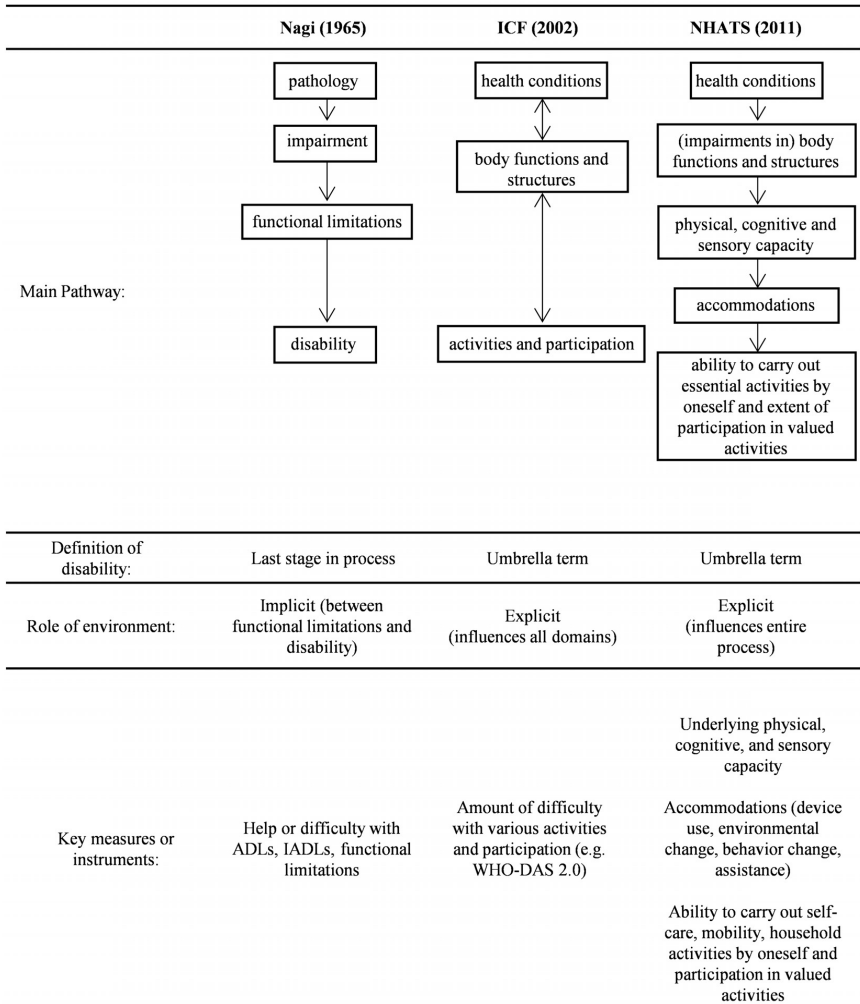 Nagi (1965) ICF (2002) NHATS (2011)
Main Pathway:
pathology
impairment
functional limitations
disability
health conditions
body functions and
structures
activities and participation
health conditions
(impairments in) body
functions and structures
physical, cognitive and
sensory capacity
accommodations
ability to carry out
essential activities by
oneself and extent of
participation in valued
activities
Definition of
disability:
Last stage in process
Umbrella term
Umbrella term
Role of environment:
Implicit (between
functional limitations and
disability)
Explicit
(influences all domains)
Explicit
(influences entire
process)
Key measures or
instruments:
Help or difficulty with
ADLs, IADLs, functional
limitations
Amount of difficulty
with various activities
and participation (e.g.
WHO-DAS 2.0)
Underlying physical,
cognitive, and sensory
capacity
Accommodations (device
use, environmental
change, behavior change,
assistance)
Ability to carry out self-
care, mobility, household
activities by oneself and
participation in valued
activities